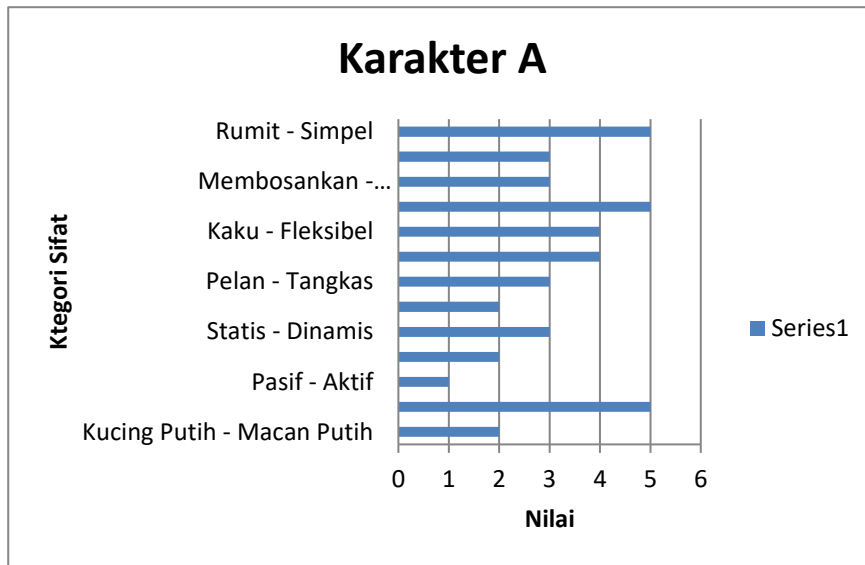 Karakter A
Rumit - Simpel
Membosankan -...
Kaku - Fleksibel
Pelan - Tangkas
Statis - Dinamis
Pasif - Aktif
Kucing Putih - Macan Putih
Ktegori Sifat
Series1
0 1 2 3 4 5 6
Nilai